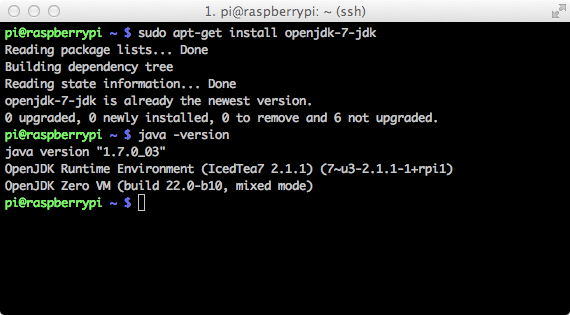 1. pi@raspberrypi: ~ (ssh)
pi@raspberrypi ~ $ sudo apt-get install openjdk-7-jdk
Reading package lists... Done
Building dependency tree
Reading state information... Done
openjdk-7-jdk is already the newest version.
0 upgraded, 0 newly installed, 0 to remove and 6 not upgraded.
pi@raspberrypi ~ $ java -version
java version "1.7.0_03"
OpenJDK Runtime Environment (IcedTea7 2.1.1) (7~u3-2.1.1-1+rpi1)
OpenJDK Zero VM (build 22.0-b10, mixed mode)
pi@raspberrypi ~ $